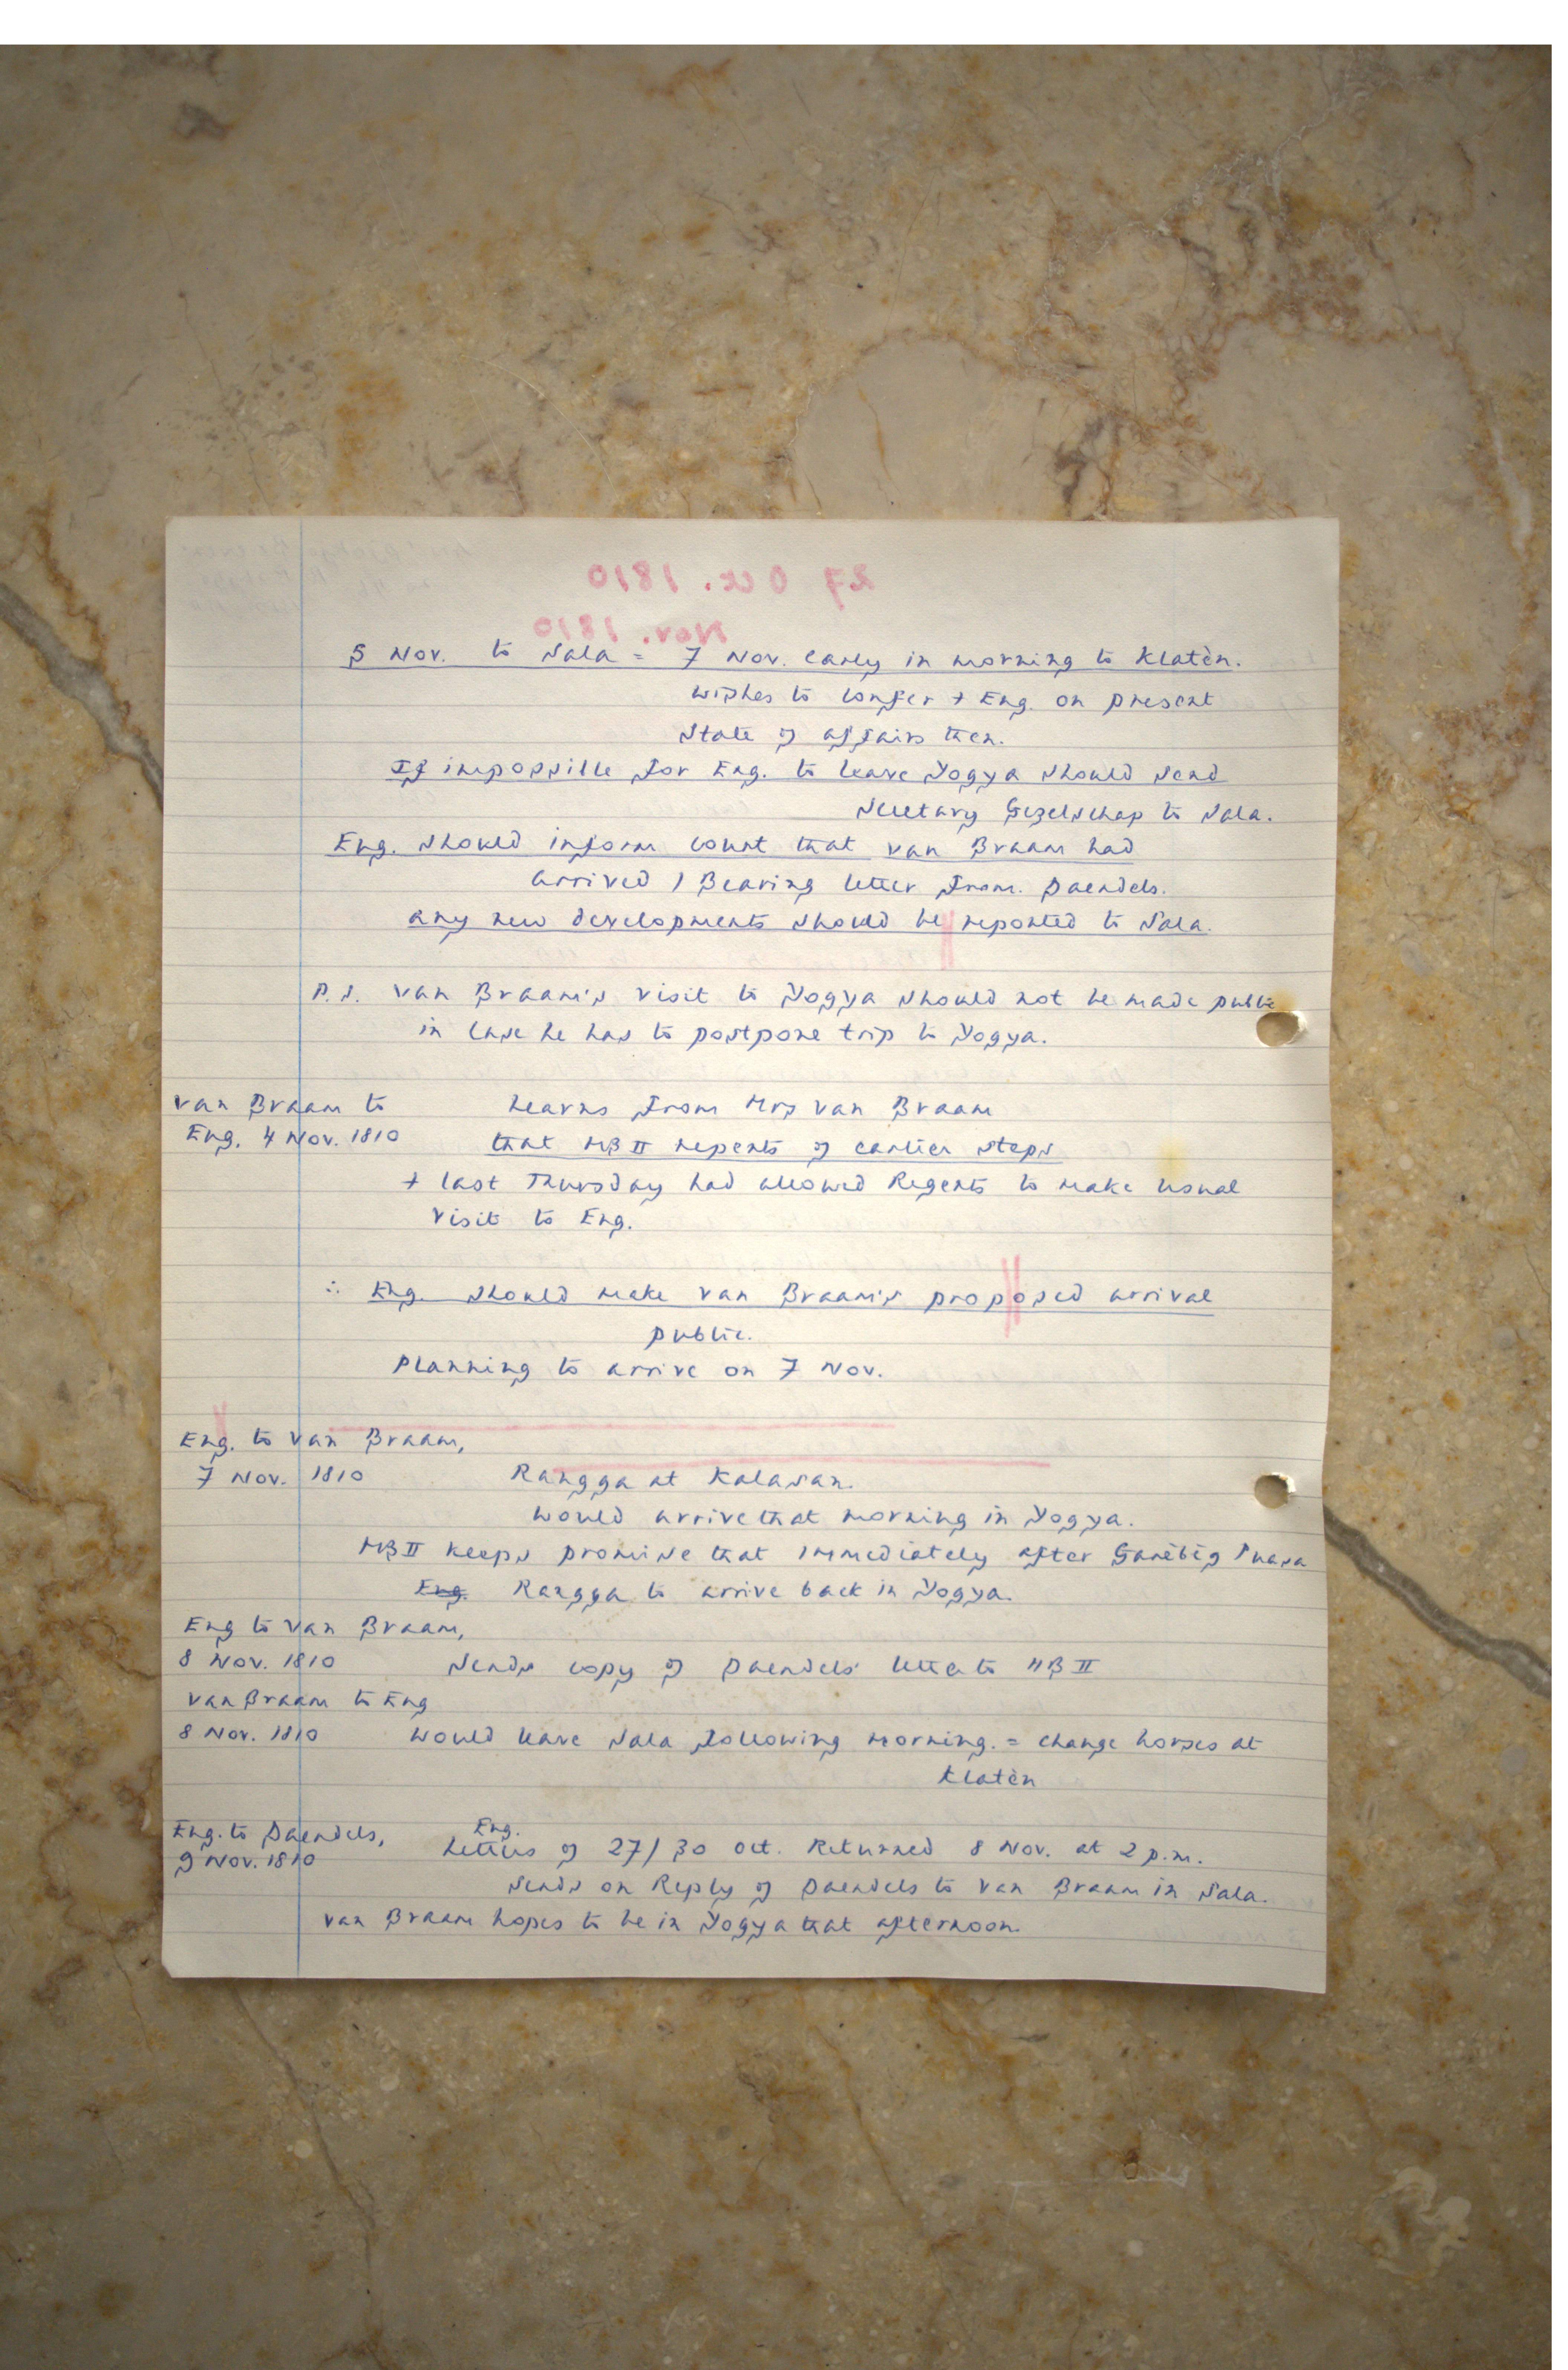 27 Oct. 1810
Nov. 1810
5 Nov. to Sala = 7 Nov. early in morning to Klatèn.
wishes to confer + Eng. on present
state of affairs then.
If impossible for Eng. to leave Yogya should send
Secretary Gezelschap to Sala.
Eng. should inform court that van Braam had
arrived / Bearing letter from. Daendels.
any new developments should be reported to Sala.
P.S. van Braam's visit to Yogya should not be made public
in case he has to postpone trip to Yogya.
van Braam to
Eng. 4 Nov. 1810
Learns from Mrs van Braam
that HB II repents of earlier steps
+ last Thursday had allowed Regents to make usual
visit to Eng.
∴ Eng. should make van Braam's proposed arrival
public.
Planning to arrive on 7 Nov.
Eng. to van Braam,
7 Nov. 1810
Rangga at Kalasan.
would arrive that morning in Yogya.
HB II keeps promise that immediately after Garĕbĕg Puasa
Eng. Rangga to arrive back in Yogya.
Eng to van Braam,
8 Nov. 1810 sends copy of Daendels' letter to HB II
van Braam to Eng
8 Nov. 1810 would leave Sala following morning. = change horses at
Klatèn
Eng. to Daendels,
9 Nov. 1810
Eng.
Letters of 27/30 Oct. Returned 8 Nov. at 2 p.m.
sends on Reply of Daendels to van Braam in Sala.
van Braam hopes to be in Yogya that afternoon.